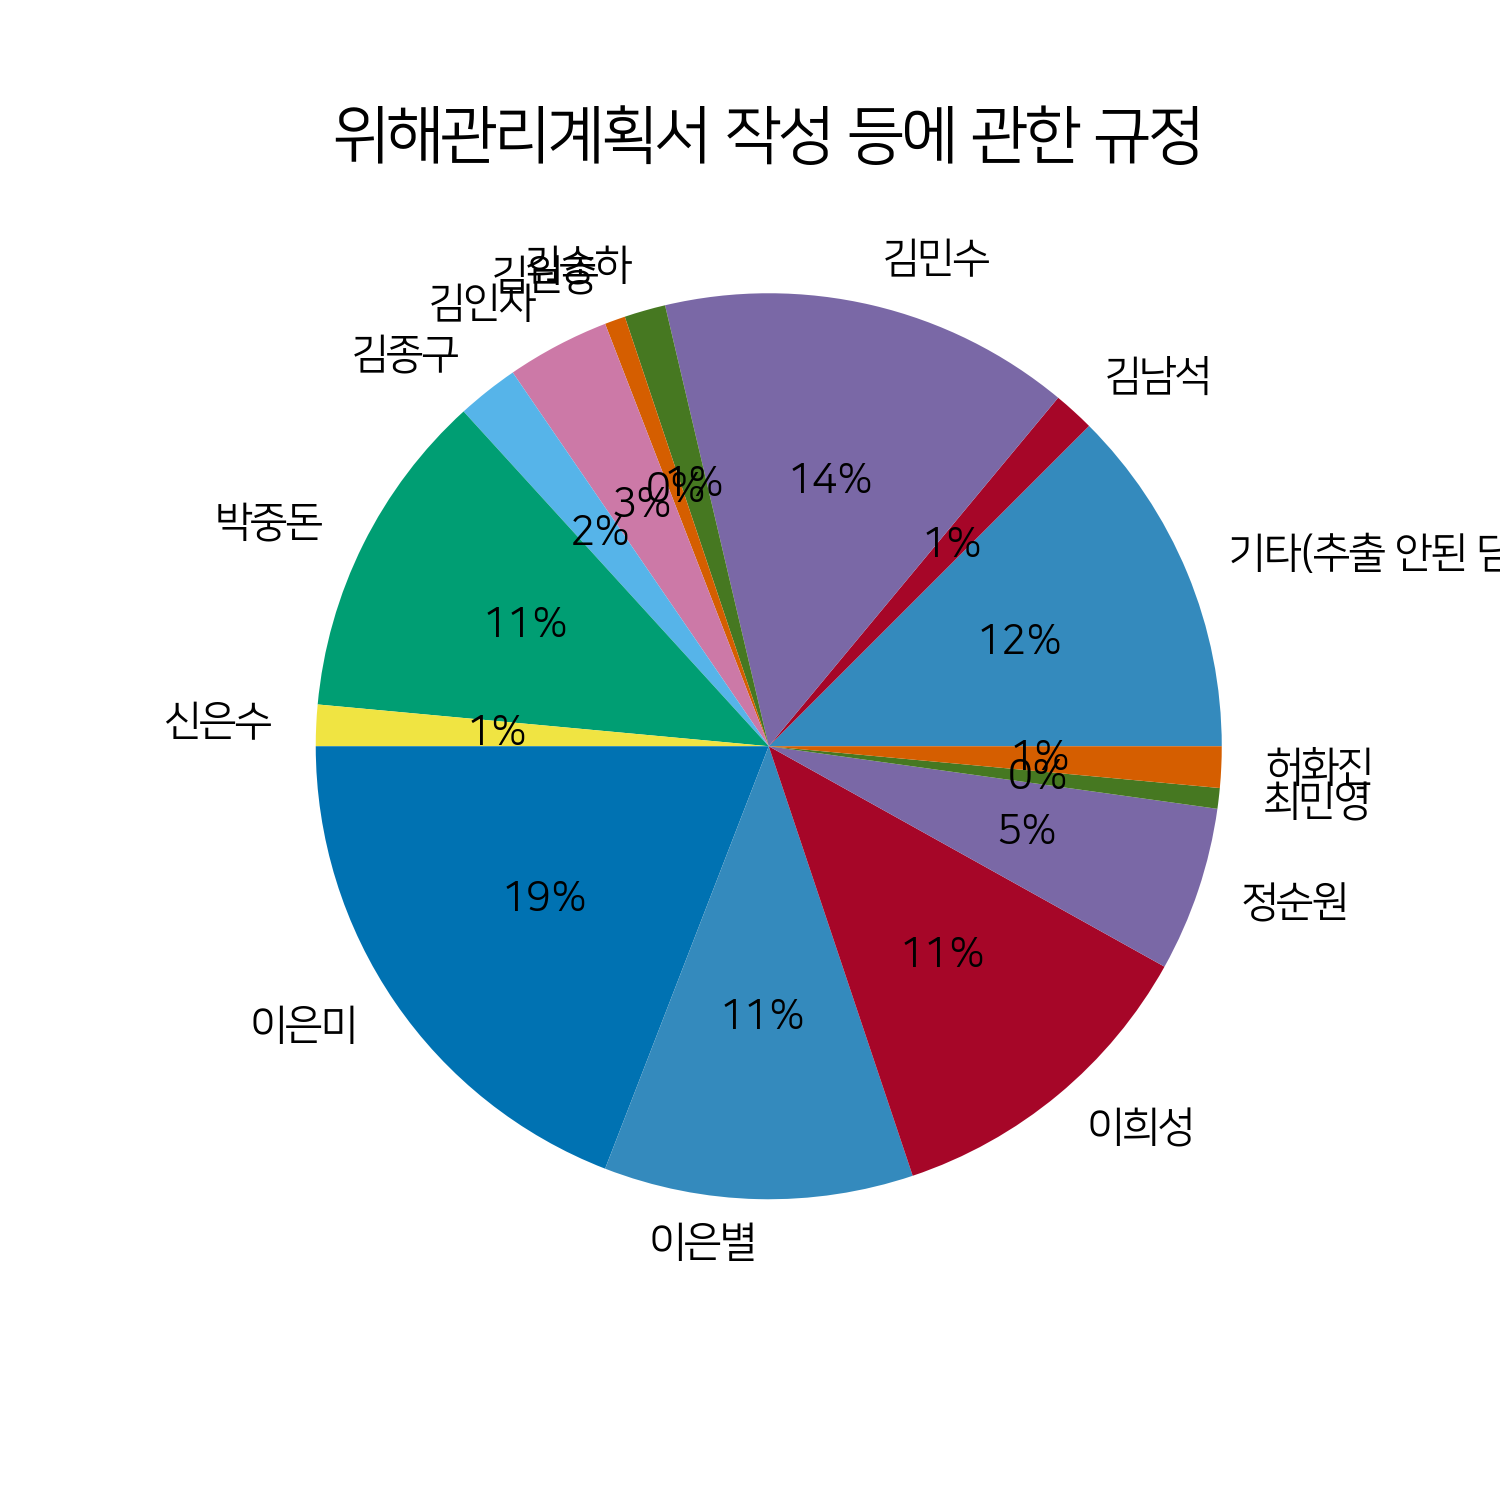 위해관리계획서 작성 등에 관한 규정
김민수
14%
김남석
1%
기타(추출 안된
12%
허화진
1%
최민영
0%
정순원
5%
이희성
11%
이은별
11%
이은미
19%
신은수
1%
박중돈
11%
김종구
2%
김인자
3%
0%
1%